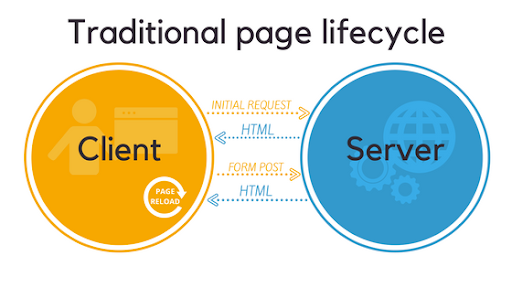 Traditional page lifecycle
Client
PAGE
RELOAD
INITIAL REQUEST
HTML
FORM POST
HTML
Server